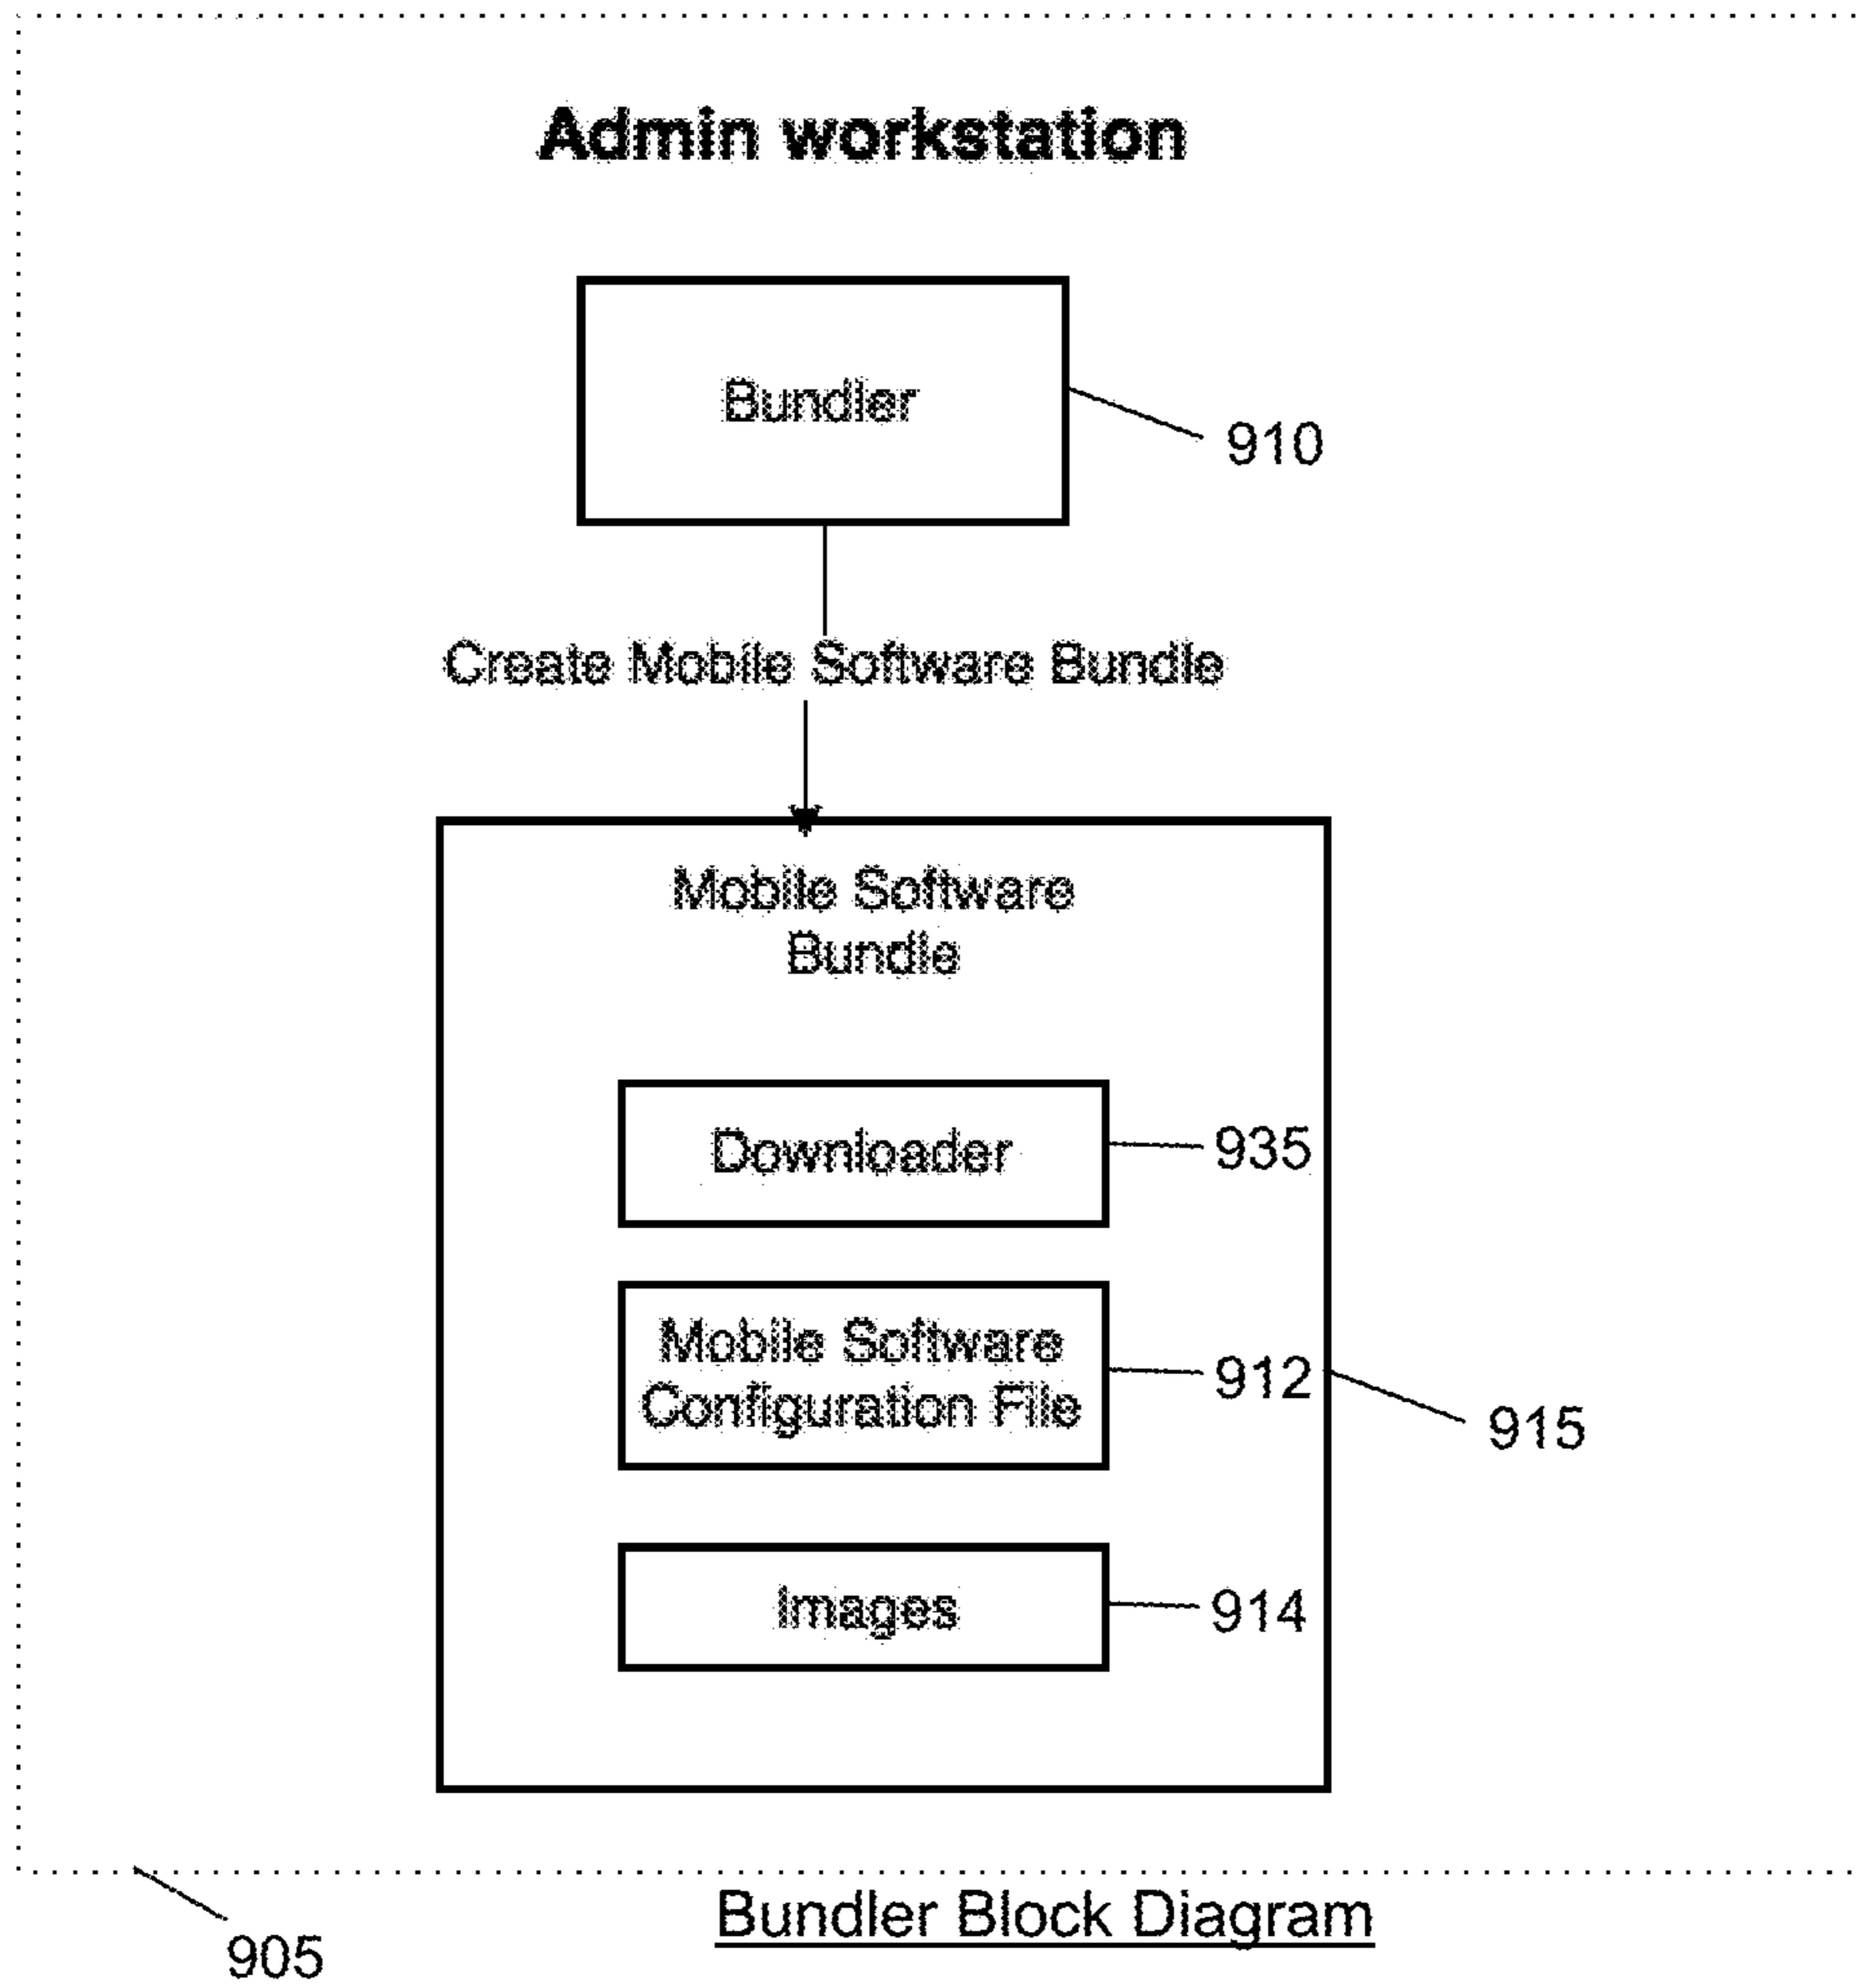 Admin workstation
Bundler
910
Create Mobile Software Bundle
Mobile Software
Bundle
Downloader
935
Mobile Software
Configuration File
912
915
Images
914
905
Bundler Block Diagram